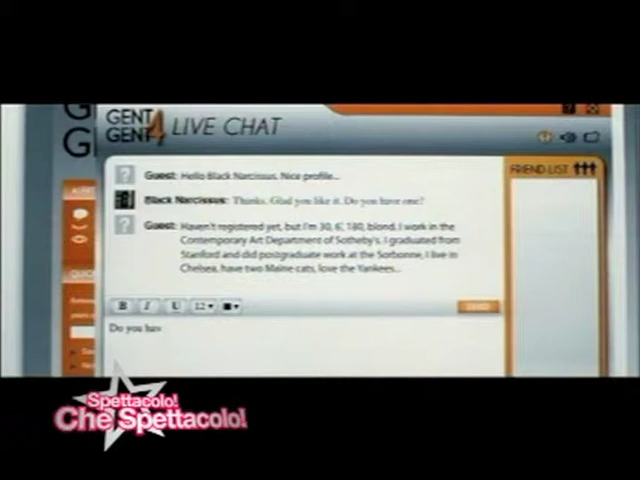 GENT
GENT 4 LIVE CHAT
FRIEND LIST
Guest: Hello Black Narcissus. Nice profile...
Black Narcissus: Thanks. Glad you like it. Do you have one?
Guest: Haven't registered yet, but I'm 30, 6', 180, blond. I work in the
Contemporary Art Department of Sotheby's, I graduated from
Stanford and did postgraduate work at the Sorbonne, I live in
Chelsea, have two Maine cats, love the Yankees...
B I U 12
SEND
Do you hav
Spettacolo!
Che Spettacolo!